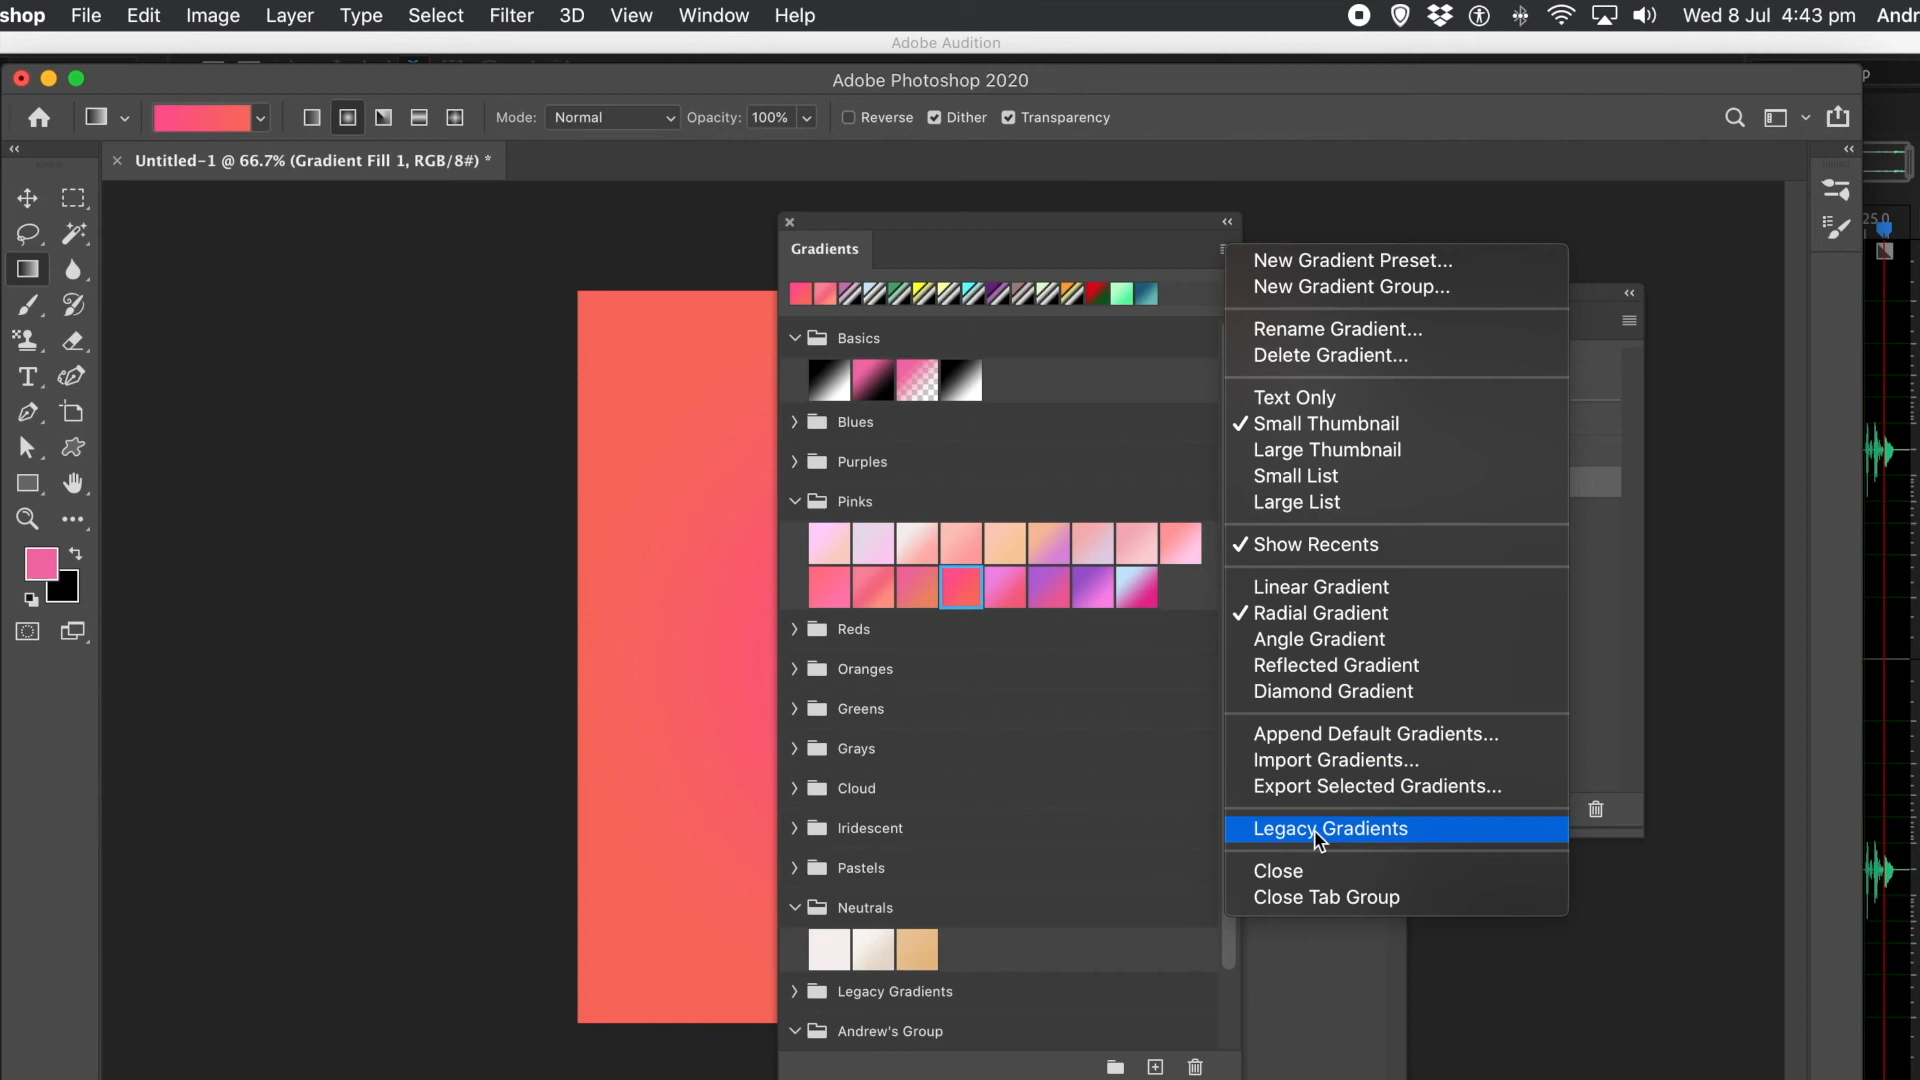 shop File Edit Image Layer Type Select Filter 3D View Window Help Wed 8 Jul 4:43 pm Andr
Adobe Audition
Adobe Photoshop 2020
Mode: Normal Opacity: 100% Reverse Dither Transparency
Untitled-1 @ 66.7% (Gradient Fill 1, RGB/8#) *
25.0
Gradients
Basics
Blues
Purples
Pinks
Reds
Oranges
Greens
Grays
Cloud
Iridescent
Pastels
Neutrals
Legacy Gradients
Andrew's Group
New Gradient Preset...
New Gradient Group...
Rename Gradient...
Delete Gradient...
Text Only
Small Thumbnail
Large Thumbnail
Small List
Large List
Show Recents
Linear Gradient
Radial Gradient
Angle Gradient
Reflected Gradient
Diamond Gradient
Append Default Gradients...
Import Gradients...
Export Selected Gradients...
Legacy Gradients
Close
Close Tab Group